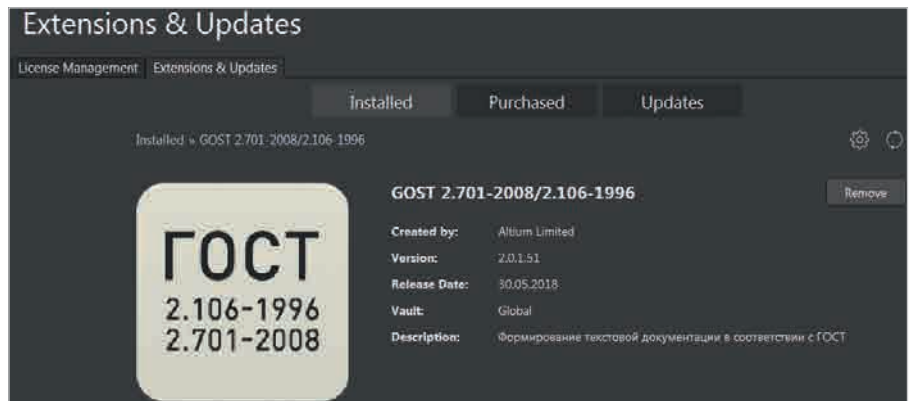 Extensions & Updates
License Management Extensions & Updates
Installed Purchased Updates
Installed » GOST 2.701-2008/2.106-1996
GOST 2.701-2008/2.106-1996
Remove
ГОСТ
2.106-1996
2.701-2008
Created by: Altium Limited
Version: 2.0.1.51
Release Date: 30.05.2018
Vault: Global
Description: Формирование текстовой документации в соответствии с ГОСТ